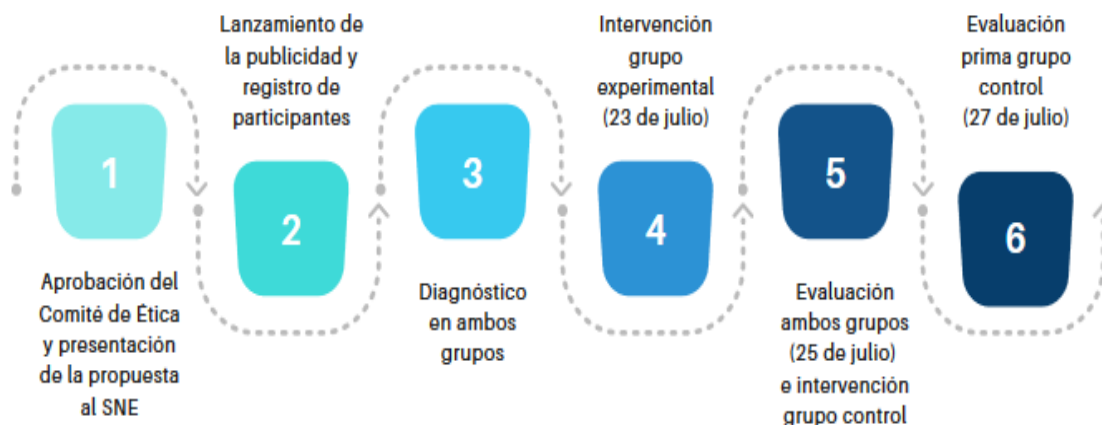 1
Aprobación del
Comité de Ética
y presentación
de la propuesta
al SNE
Lanzamiento de
la publicidad y
registro de
participantes
2
3
Diagnóstico
en ambos
grupos
Intervención
grupo
experimental
(23 de julio)
4
5
Evaluación
ambos grupos
(25 de julio)
e intervención
grupo control
Evaluación
prima grupo
control
(27 de julio)
6